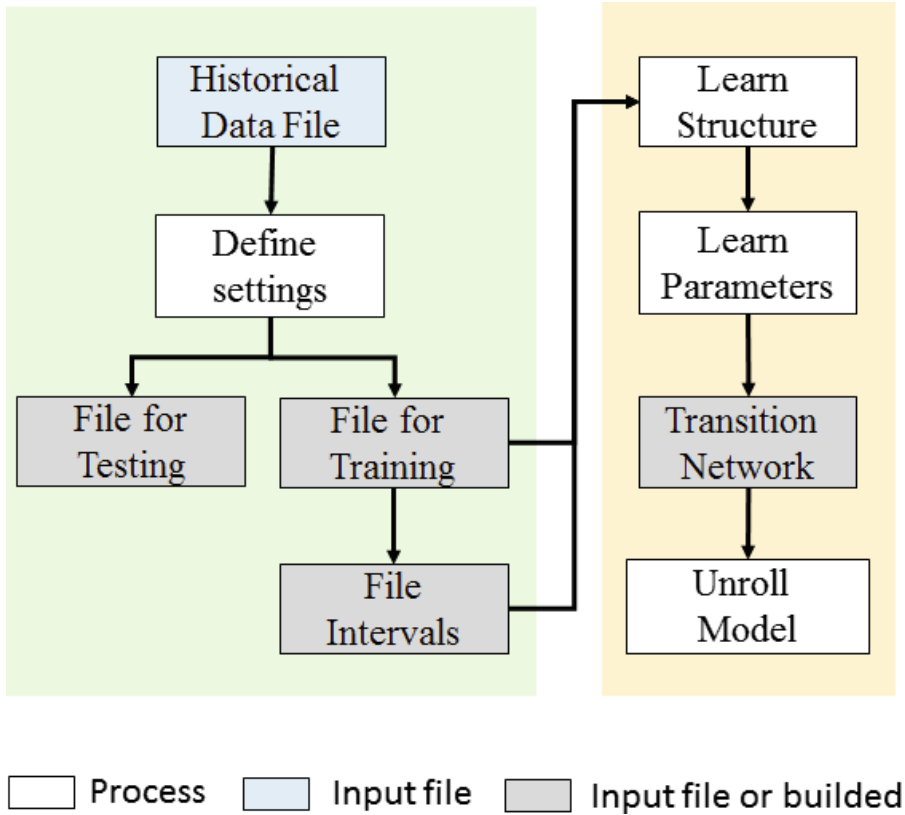 Historical
Data File
Define
settings
File for
Testing
File for
Training
File
Intervals
Learn
Structure
Learn
Parameters
Transition
Network
Unroll
Model
Process
Input file
Input file or builded